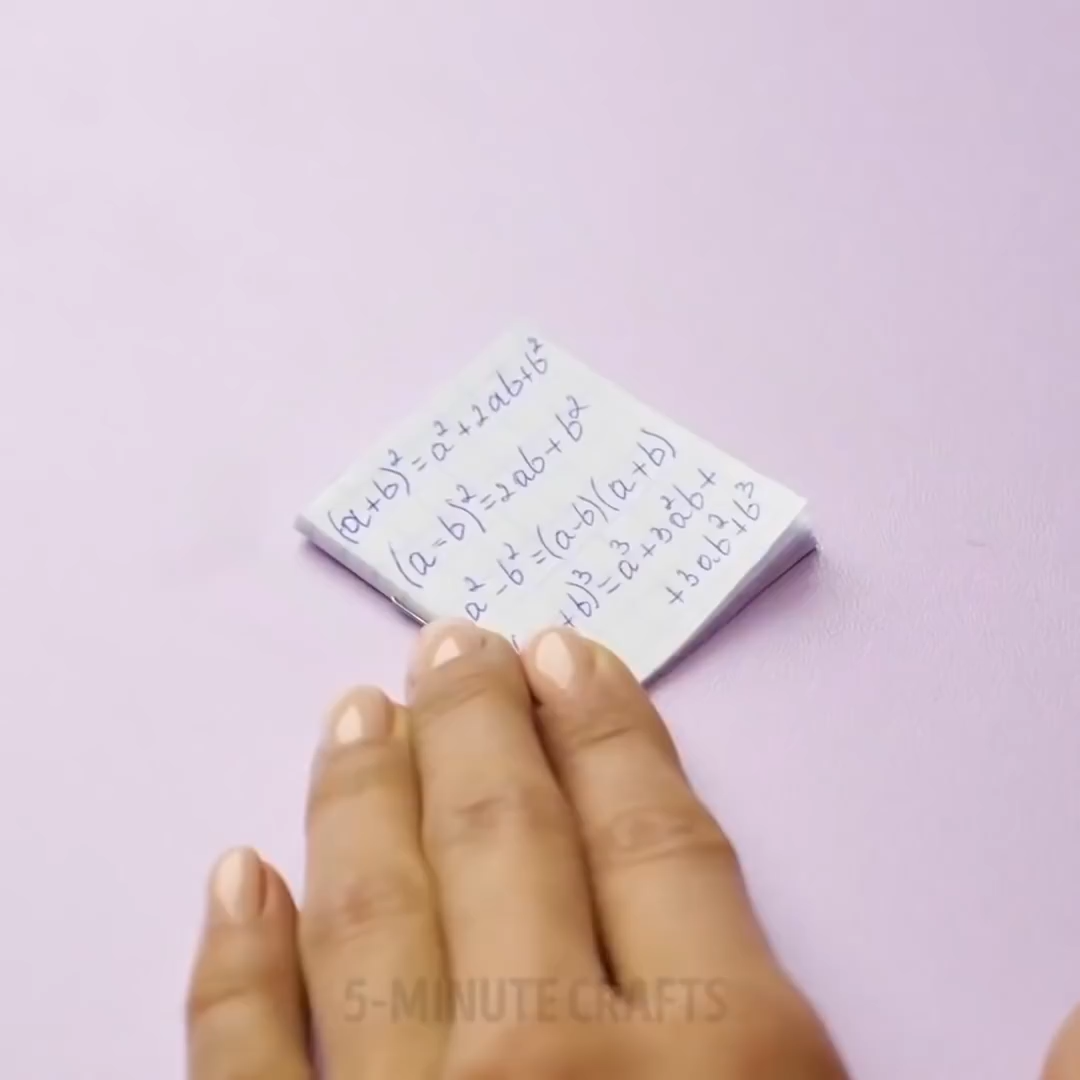 (a+b)²=a²+2ab+b²
(a-b)²=2ab+b²
a²-b²=(a-b)(a+b)
+b)³=a³+3a²b+
+3ab²+b³
5-MINUTE CRAFTS